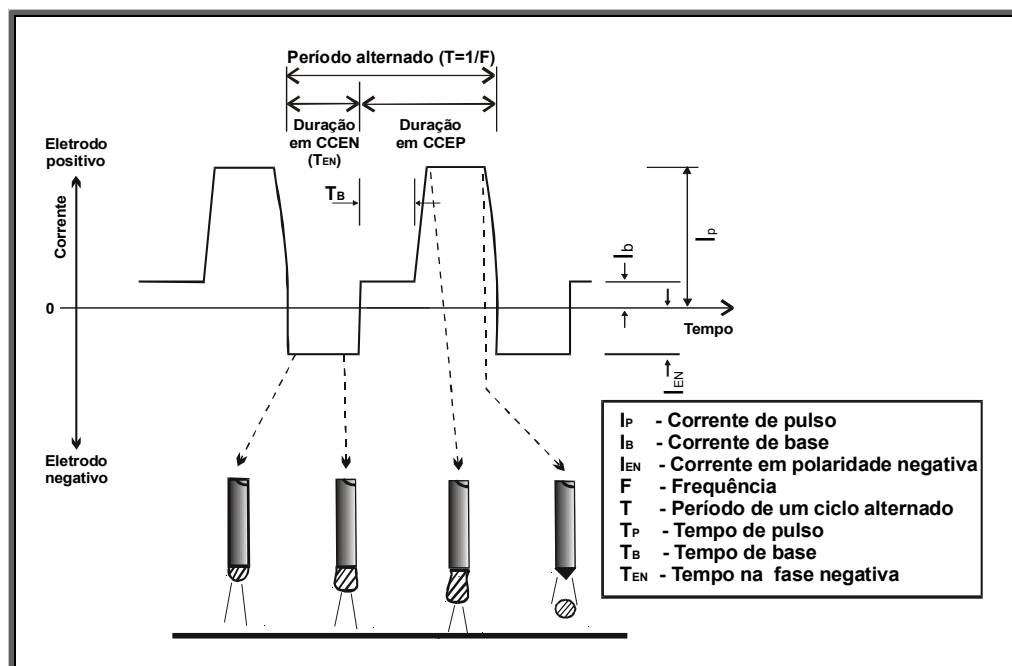 Período alternado (T=1/F)
Duração
em CCEN
(TEN)
Duração
em CCEP
Eletrodo
positivo
TB
Corrente
Ib
Ip
0
Tempo
IEN
Eletrodo
negativo
IP - Corrente de pulso
IB - Corrente de base
IEN - Corrente em polaridade negativa
F - Frequência
T - Período de um ciclo alternado
TP - Tempo de pulso
TB - Tempo de base
TEN - Tempo na fase negativa